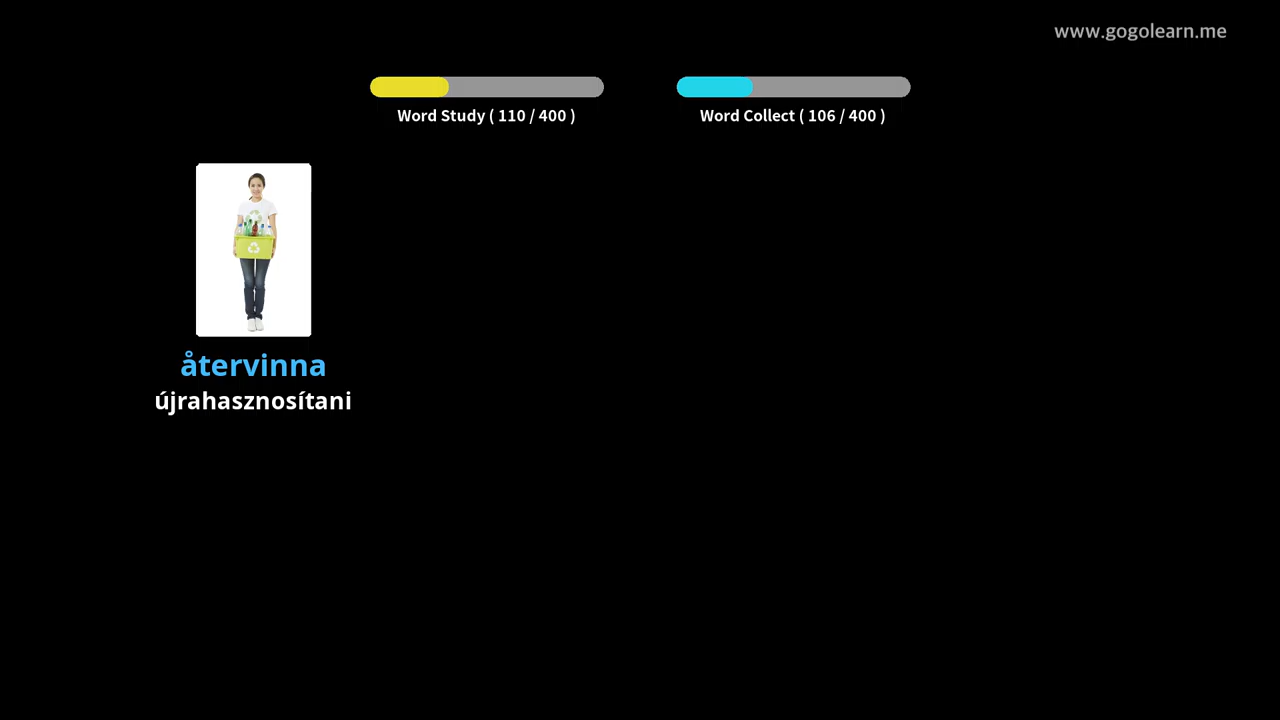 www.gogolearn.me
Word Study ( 110 / 400 )
Word Collect ( 106 / 400 )
återvinna
újrahasznosítani